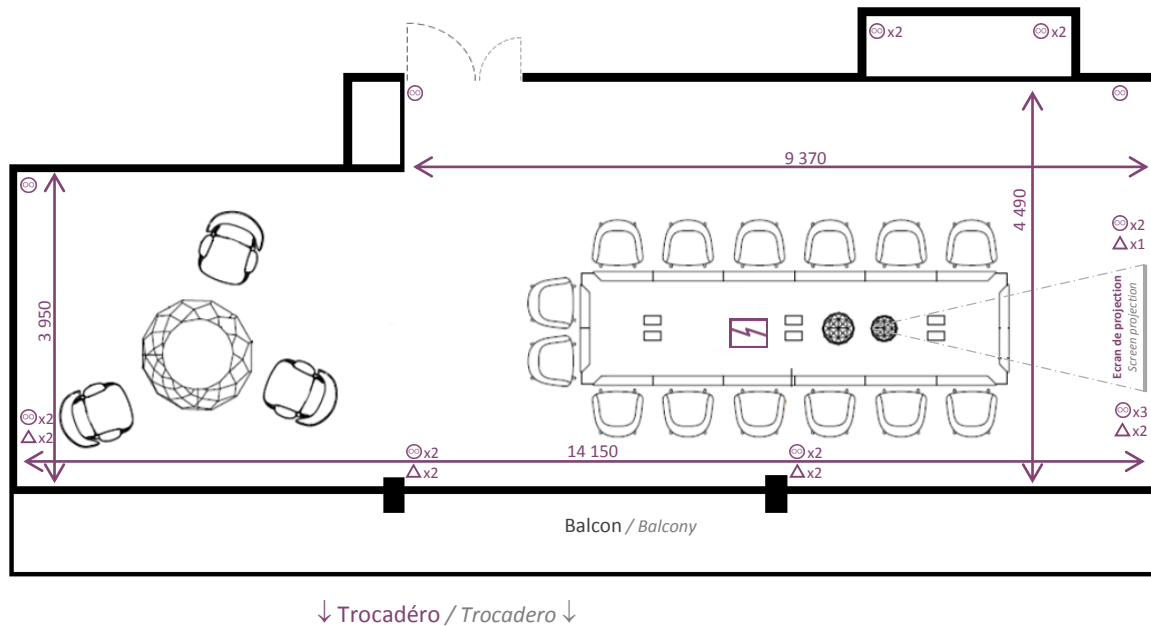 x2
x2
9 370
4 490
3 950
x2
x1
Ecran de projection
Screen projection
x2
x2
x3
x2
x2
x2
14 150
x2
x2
Balcon / Balcony
↓ Trocadéro / Trocadero ↓